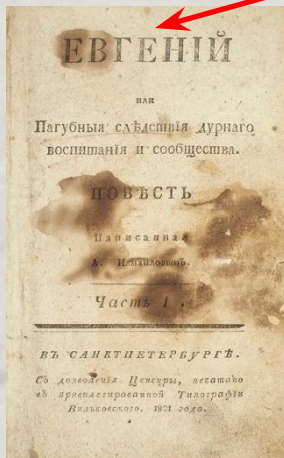 ЕВГЕНІЙ
или
Пагубныя слѣдствія дурнаго
воспитанія и сообщества.
ПОВѢСТЬ
Написанная
А. Измайловымъ.
Часть I.
ВЪ САНКТПЕТЕРБУРГѢ.
Съ дозволенія Ценсуры, печатано
въ привилегированной Типографіи
Вильковскаго. 1801 года.